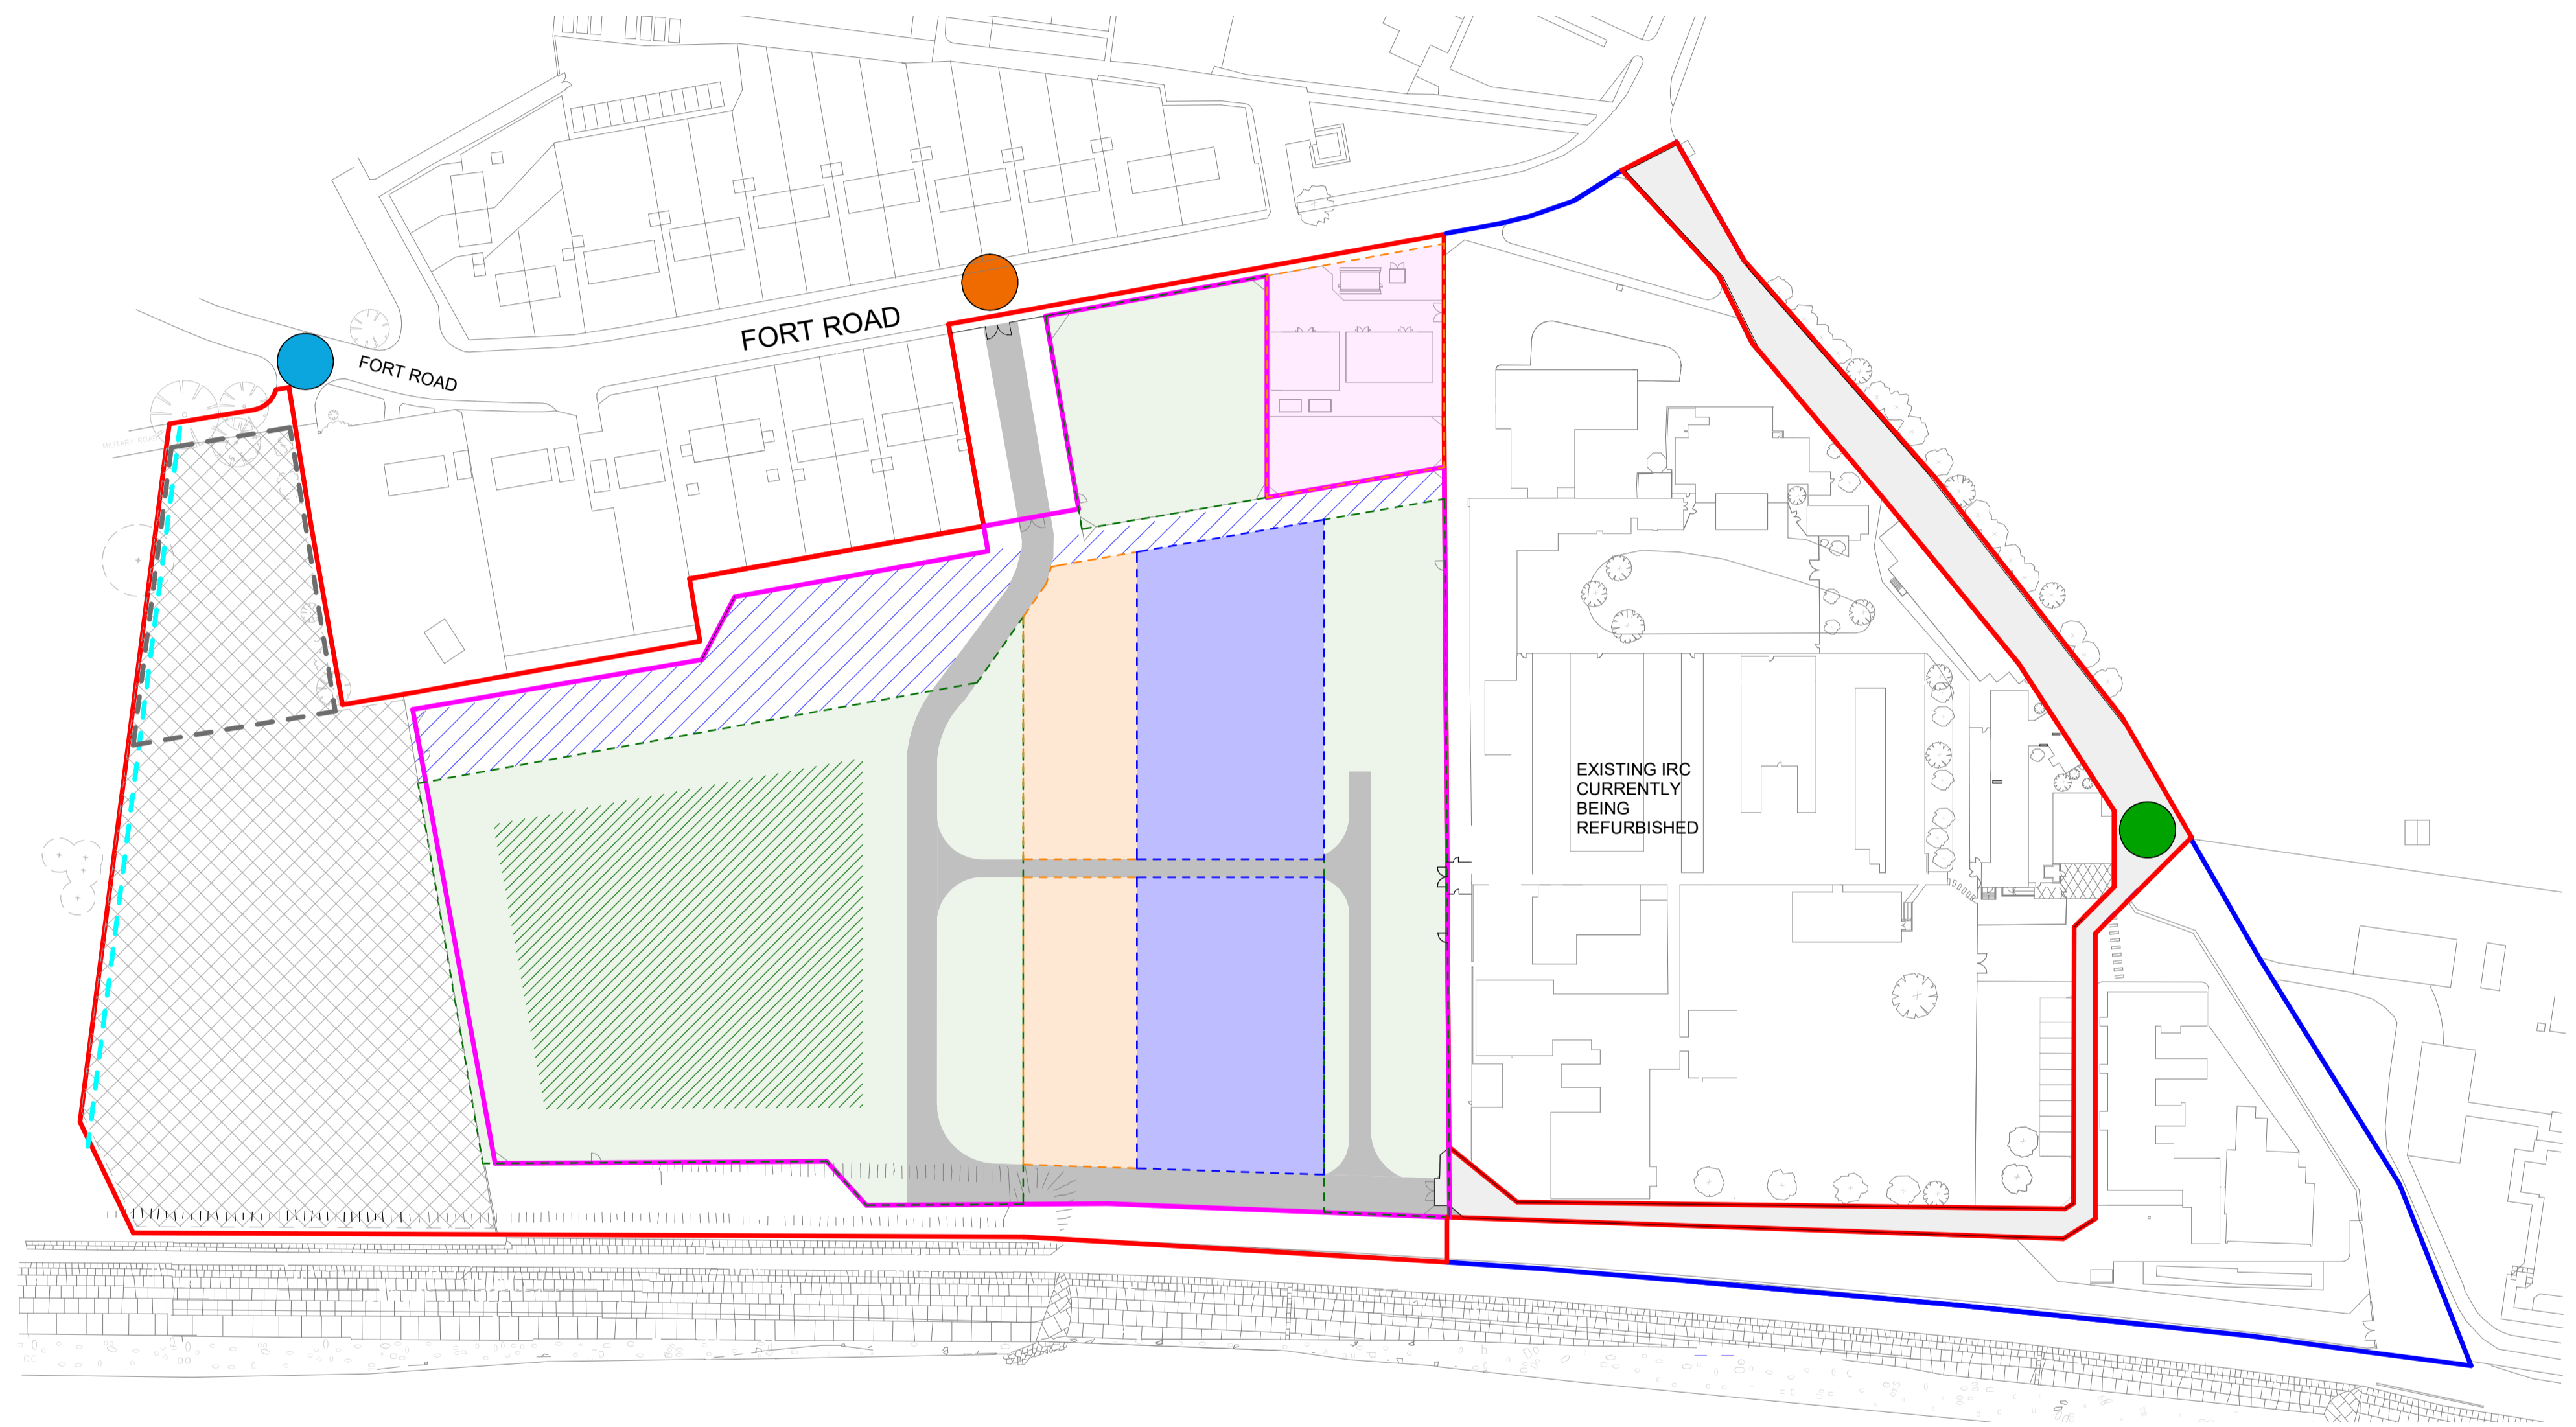 FORT ROAD
FORT ROAD
EXISTING IRC
CURRENTLY
BEING
REFURBISHED